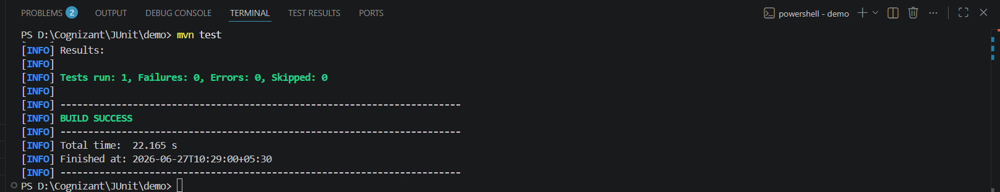 PROBLEMS 2 OUTPUT DEBUG CONSOLE TERMINAL TEST RESULTS PORTS powershell - demo
PS D:\Cognizant\JUnit\demo> mvn test
[INFO] Results:
[INFO]
[INFO] Tests run: 1, Failures: 0, Errors: 0, Skipped: 0
[INFO]
[INFO] ------------------------------------------------------------------------
[INFO] BUILD SUCCESS
[INFO] ------------------------------------------------------------------------
[INFO] Total time:  22.165 s
[INFO] Finished at: 2026-06-27T10:29:00+05:30
[INFO] ------------------------------------------------------------------------
PS D:\Cognizant\JUnit\demo>